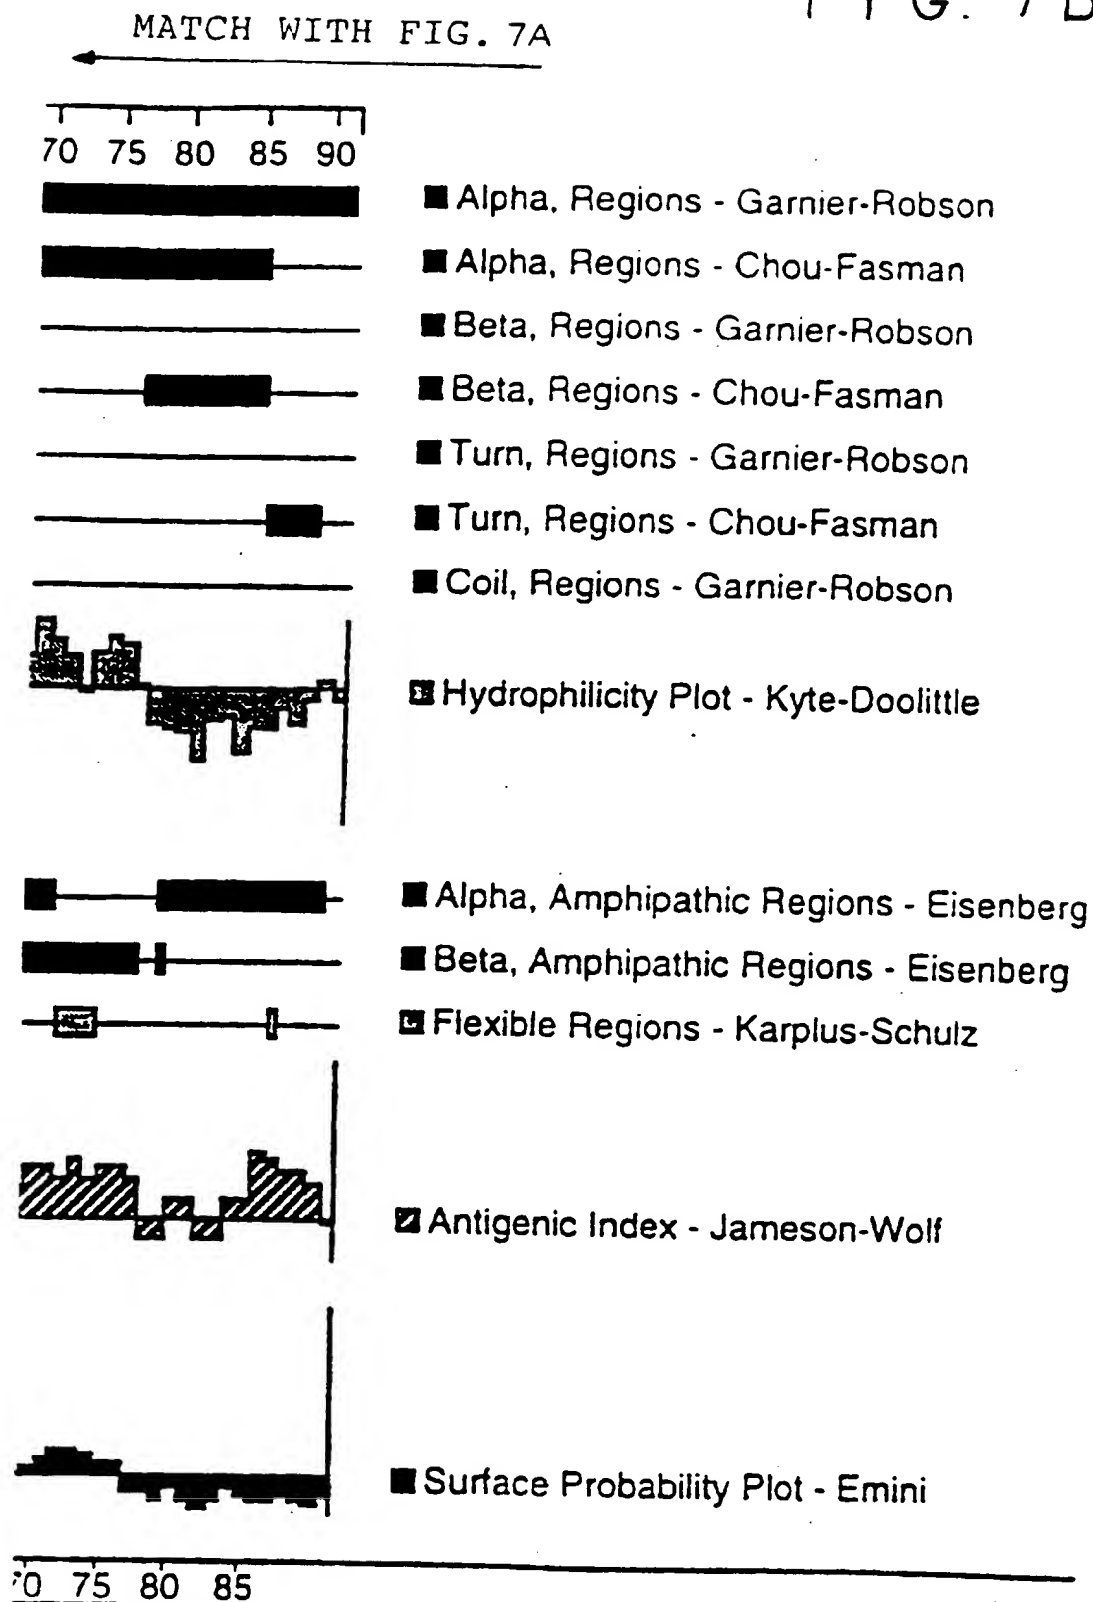 FIG. 7B
MATCH WITH FIG. 7A
70 75 80 85 90
Alpha, Regions - Garnier-Robson
Alpha, Regions - Chou-Fasman
Beta, Regions - Garnier-Robson
Beta, Regions - Chou-Fasman
Turn, Regions - Garnier-Robson
Turn, Regions - Chou-Fasman
Coil, Regions - Garnier-Robson
Hydrophilicity Plot - Kyte-Doolittle
Alpha, Amphipathic Regions - Eisenberg
Beta, Amphipathic Regions - Eisenberg
Flexible Regions - Karplus-Schulz
Antigenic Index - Jameson-Wolf
Surface Probability Plot - Emini
70 75 80 85